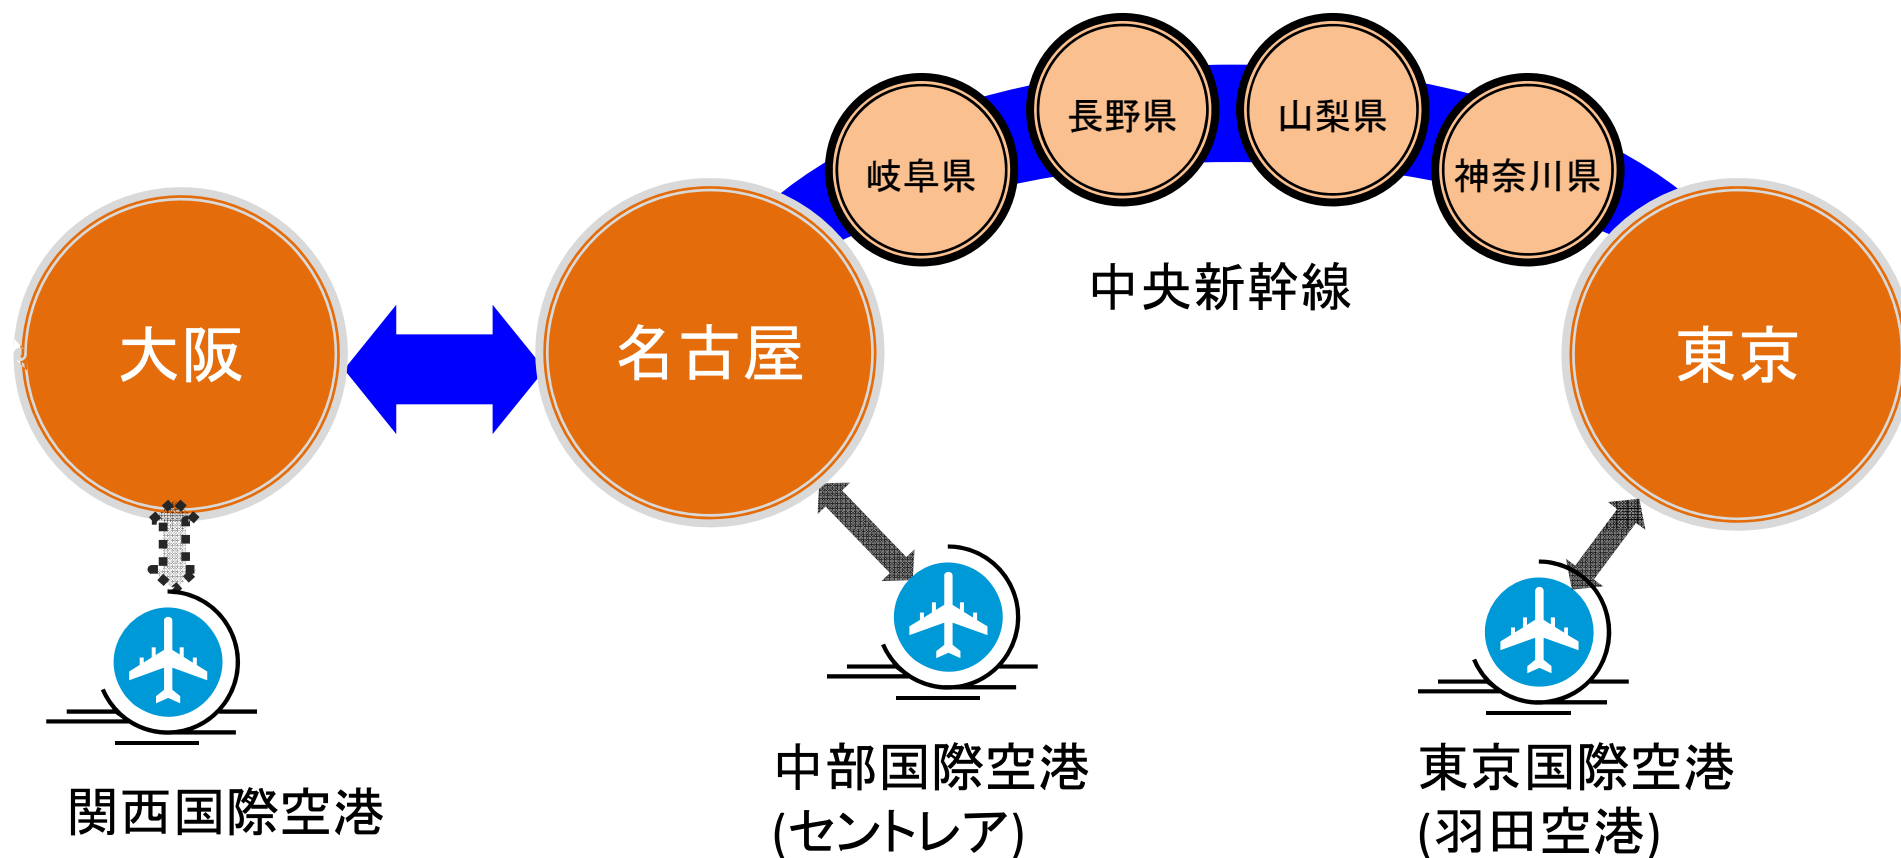 岐阜県
長野県
山梨県
神奈川県
中央新幹線
大阪
名古屋
東京
関西国際空港
中部国際空港
(セントレア)
東京国際空港
(羽田空港)